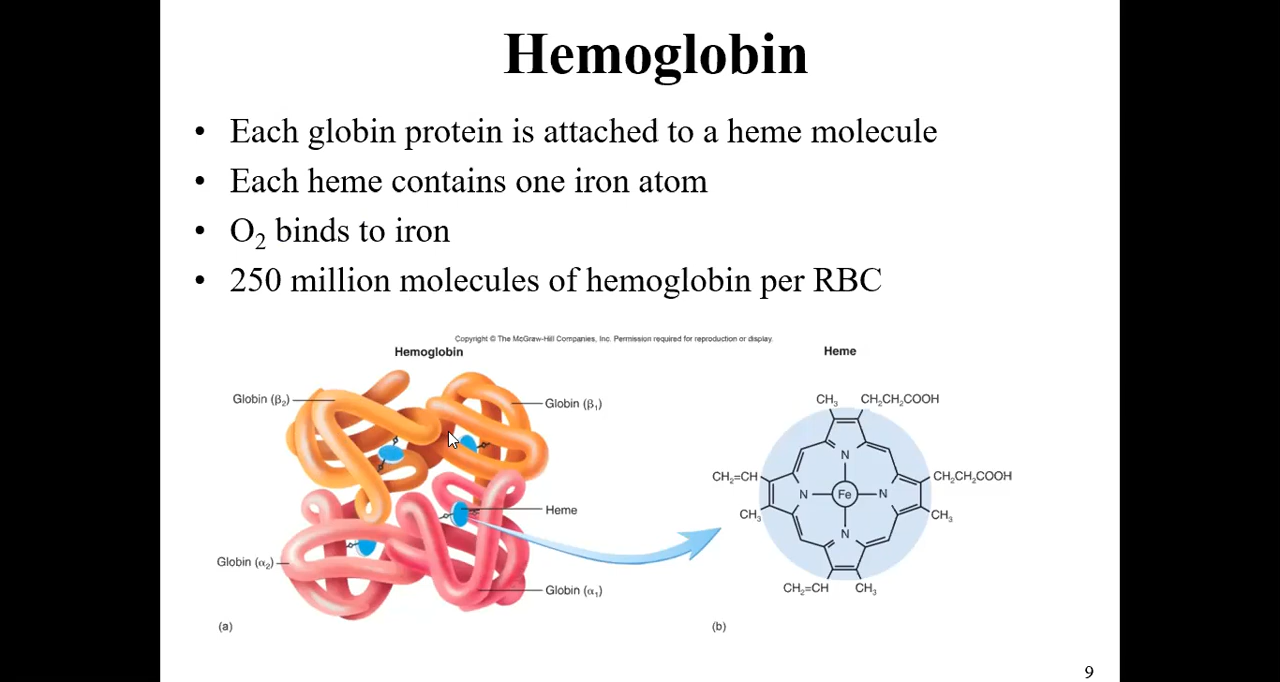 Hemoglobin
• Each globin protein is attached to a heme molecule
• Each heme contains one iron atom
• O₂ binds to iron
• 250 million molecules of hemoglobin per RBC
Copyright © The McGraw-Hill Companies, Inc. Permission required for reproduction or display.
Hemoglobin
Globin (β₂)
Globin (β₁)
Heme
Globin (α₂)
Globin (α₁)
(a)
Heme
CH₃ CH₂CH₂COOH
N
CH₂=CH CH₂CH₂COOH
N Fe N
CH₃ CH₃
N
CH₂=CH CH₃
(b)
9